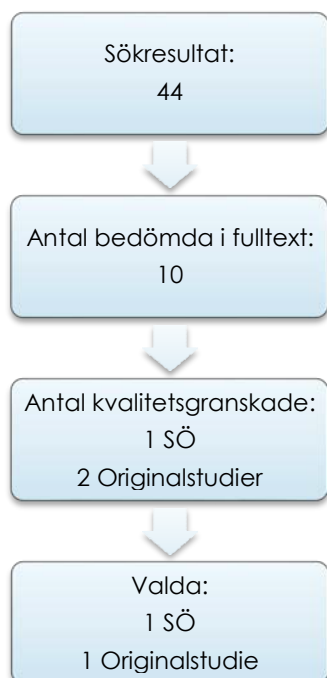 Sökresultat:
44
Antal bedömda i fulltext:
10
Antal kvalitetsgranskade:
1 SÖ
2 Originalstudier
Valda:
1 SÖ
1 Originalstudie